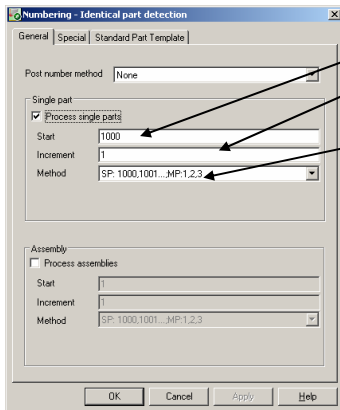 Numbering - Identical part detection
General Special Standard Part Template
Post number method None
Single part
Process single parts
Start 1000
Increment 1
Method SP: 1000,1001...;MP:1,2,3
Assembly
Process assemblies
Start 1
Increment 1
Method SP: 1000,1001...;MP:1,2,3
OK Cancel Apply Help